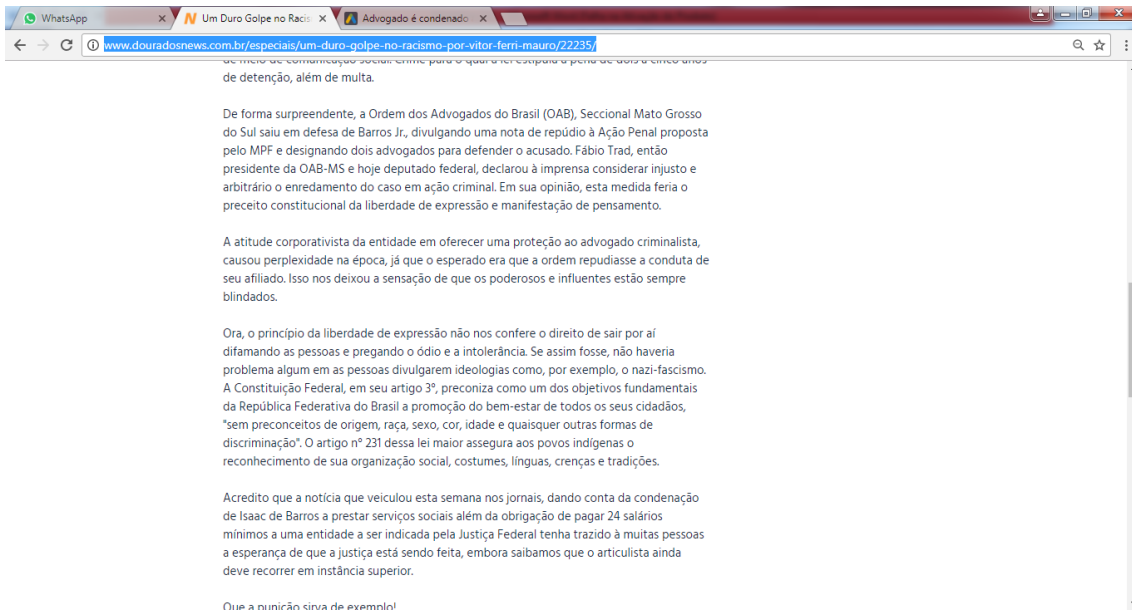 WhatsApp
Um Duro Golpe no Racis
Advogado é condenado
www.douradosnews.com.br/especiais/um-duro-golpe-no-racismo-por-vitor-ferri-mauro/22235/
de meio de comunicação social. Crime para o qual a lei estipula a pena de dois a cinco anos
de detenção, além de multa.
De forma surpreendente, a Ordem dos Advogados do Brasil (OAB), Seccional Mato Grosso
do Sul saiu em defesa de Barros Jr., divulgando uma nota de repúdio à Ação Penal proposta
pelo MPF e designando dois advogados para defender o acusado. Fábio Trad, então
presidente da OAB-MS e hoje deputado federal, declarou à imprensa considerar injusto e
arbitrário o enredamento do caso em ação criminal. Em sua opinião, esta medida feria o
preceito constitucional da liberdade de expressão e manifestação de pensamento.
A atitude corporativista da entidade em oferecer uma proteção ao advogado criminalista,
causou perplexidade na época, já que o esperado era que a ordem repudiasse a conduta de
seu afiliado. Isso nos deixou a sensação de que os poderosos e influentes estão sempre
blindados.
Ora, o princípio da liberdade de expressão não nos confere o direito de sair por aí
difamando as pessoas e pregando o ódio e a intolerância. Se assim fosse, não haveria
problema algum em as pessoas divulgarem ideologias como, por exemplo, o nazi-fascismo.
A Constituição Federal, em seu artigo 3º, preconiza como um dos objetivos fundamentais
da República Federativa do Brasil a promoção do bem-estar de todos os seus cidadãos,
"sem preconceitos de origem, raça, sexo, cor, idade e quaisquer outras formas de
discriminação". O artigo nº 231 dessa lei maior assegura aos povos indígenas o
reconhecimento de sua organização social, costumes, línguas, crenças e tradições.
Acredito que a notícia que veiculou esta semana nos jornais, dando conta da condenação
de Isaac de Barros a prestar serviços sociais além da obrigação de pagar 24 salários
mínimos a uma entidade a ser indicada pela Justiça Federal tenha trazido à muitas pessoas
a esperança de que a justiça está sendo feita, embora saibamos que o articulista ainda
deve recorrer em instância superior.
Que a punição sirva de exemplo!